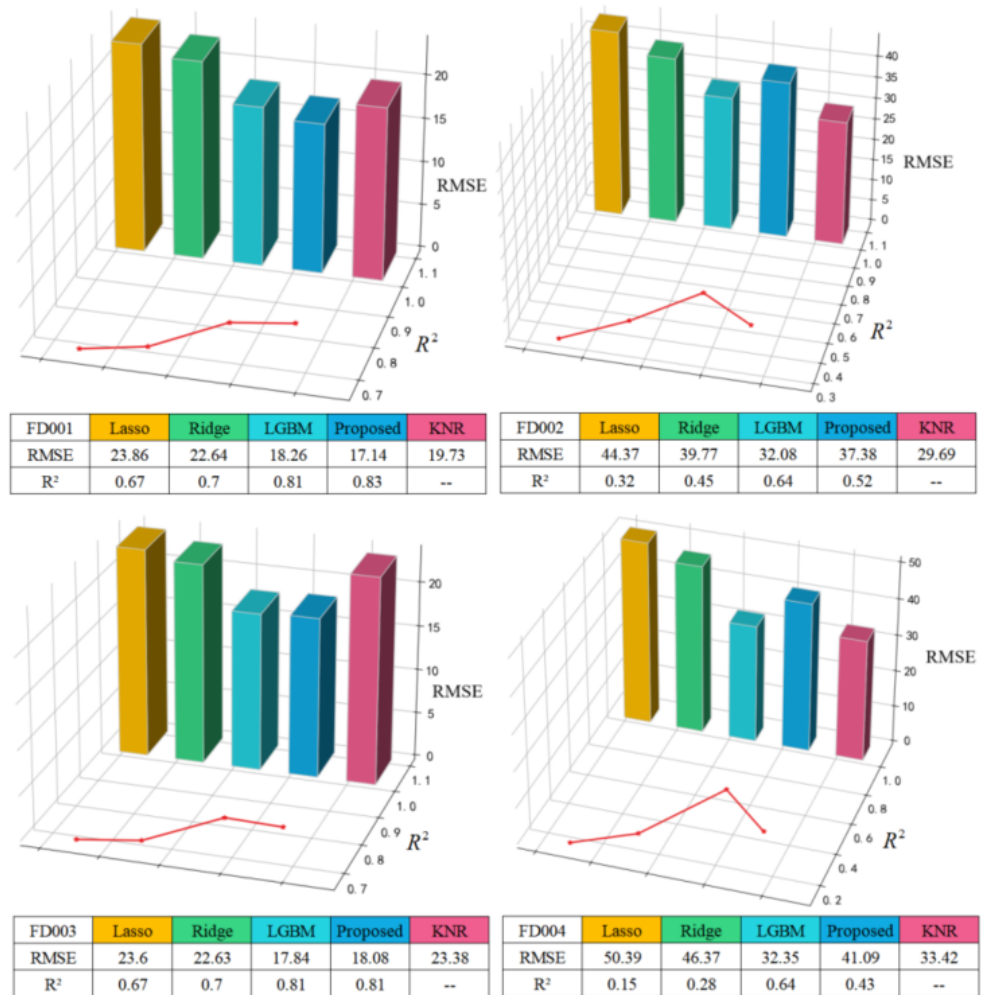 20
15
10
5
0
RMSE
1.1
1.0
0.9
0.8
0.7
R²
40
35
30
25
20
15
10
5
0
RMSE
1.1
1.0
0.9
0.8
0.7
0.6
0.5
0.4
0.3
R²
FD001 Lasso Ridge LGBM Proposed KNR
RMSE 23.86 22.64 18.26 17.14 19.73
R² 0.67 0.7 0.81 0.83 --
FD002 Lasso Ridge LGBM Proposed KNR
RMSE 44.37 39.77 32.08 37.38 29.69
R² 0.32 0.45 0.64 0.52 --
20
15
10
5
0
RMSE
1.1
1.0
0.9
0.8
0.7
R²
50
40
30
20
10
0
RMSE
1.0
0.8
0.6
0.4
0.2
R²
FD003 Lasso Ridge LGBM Proposed KNR
RMSE 23.6 22.63 17.84 18.08 23.38
R² 0.67 0.7 0.81 0.81 --
FD004 Lasso Ridge LGBM Proposed KNR
RMSE 50.39 46.37 32.35 41.09 33.42
R² 0.15 0.28 0.64 0.43 --